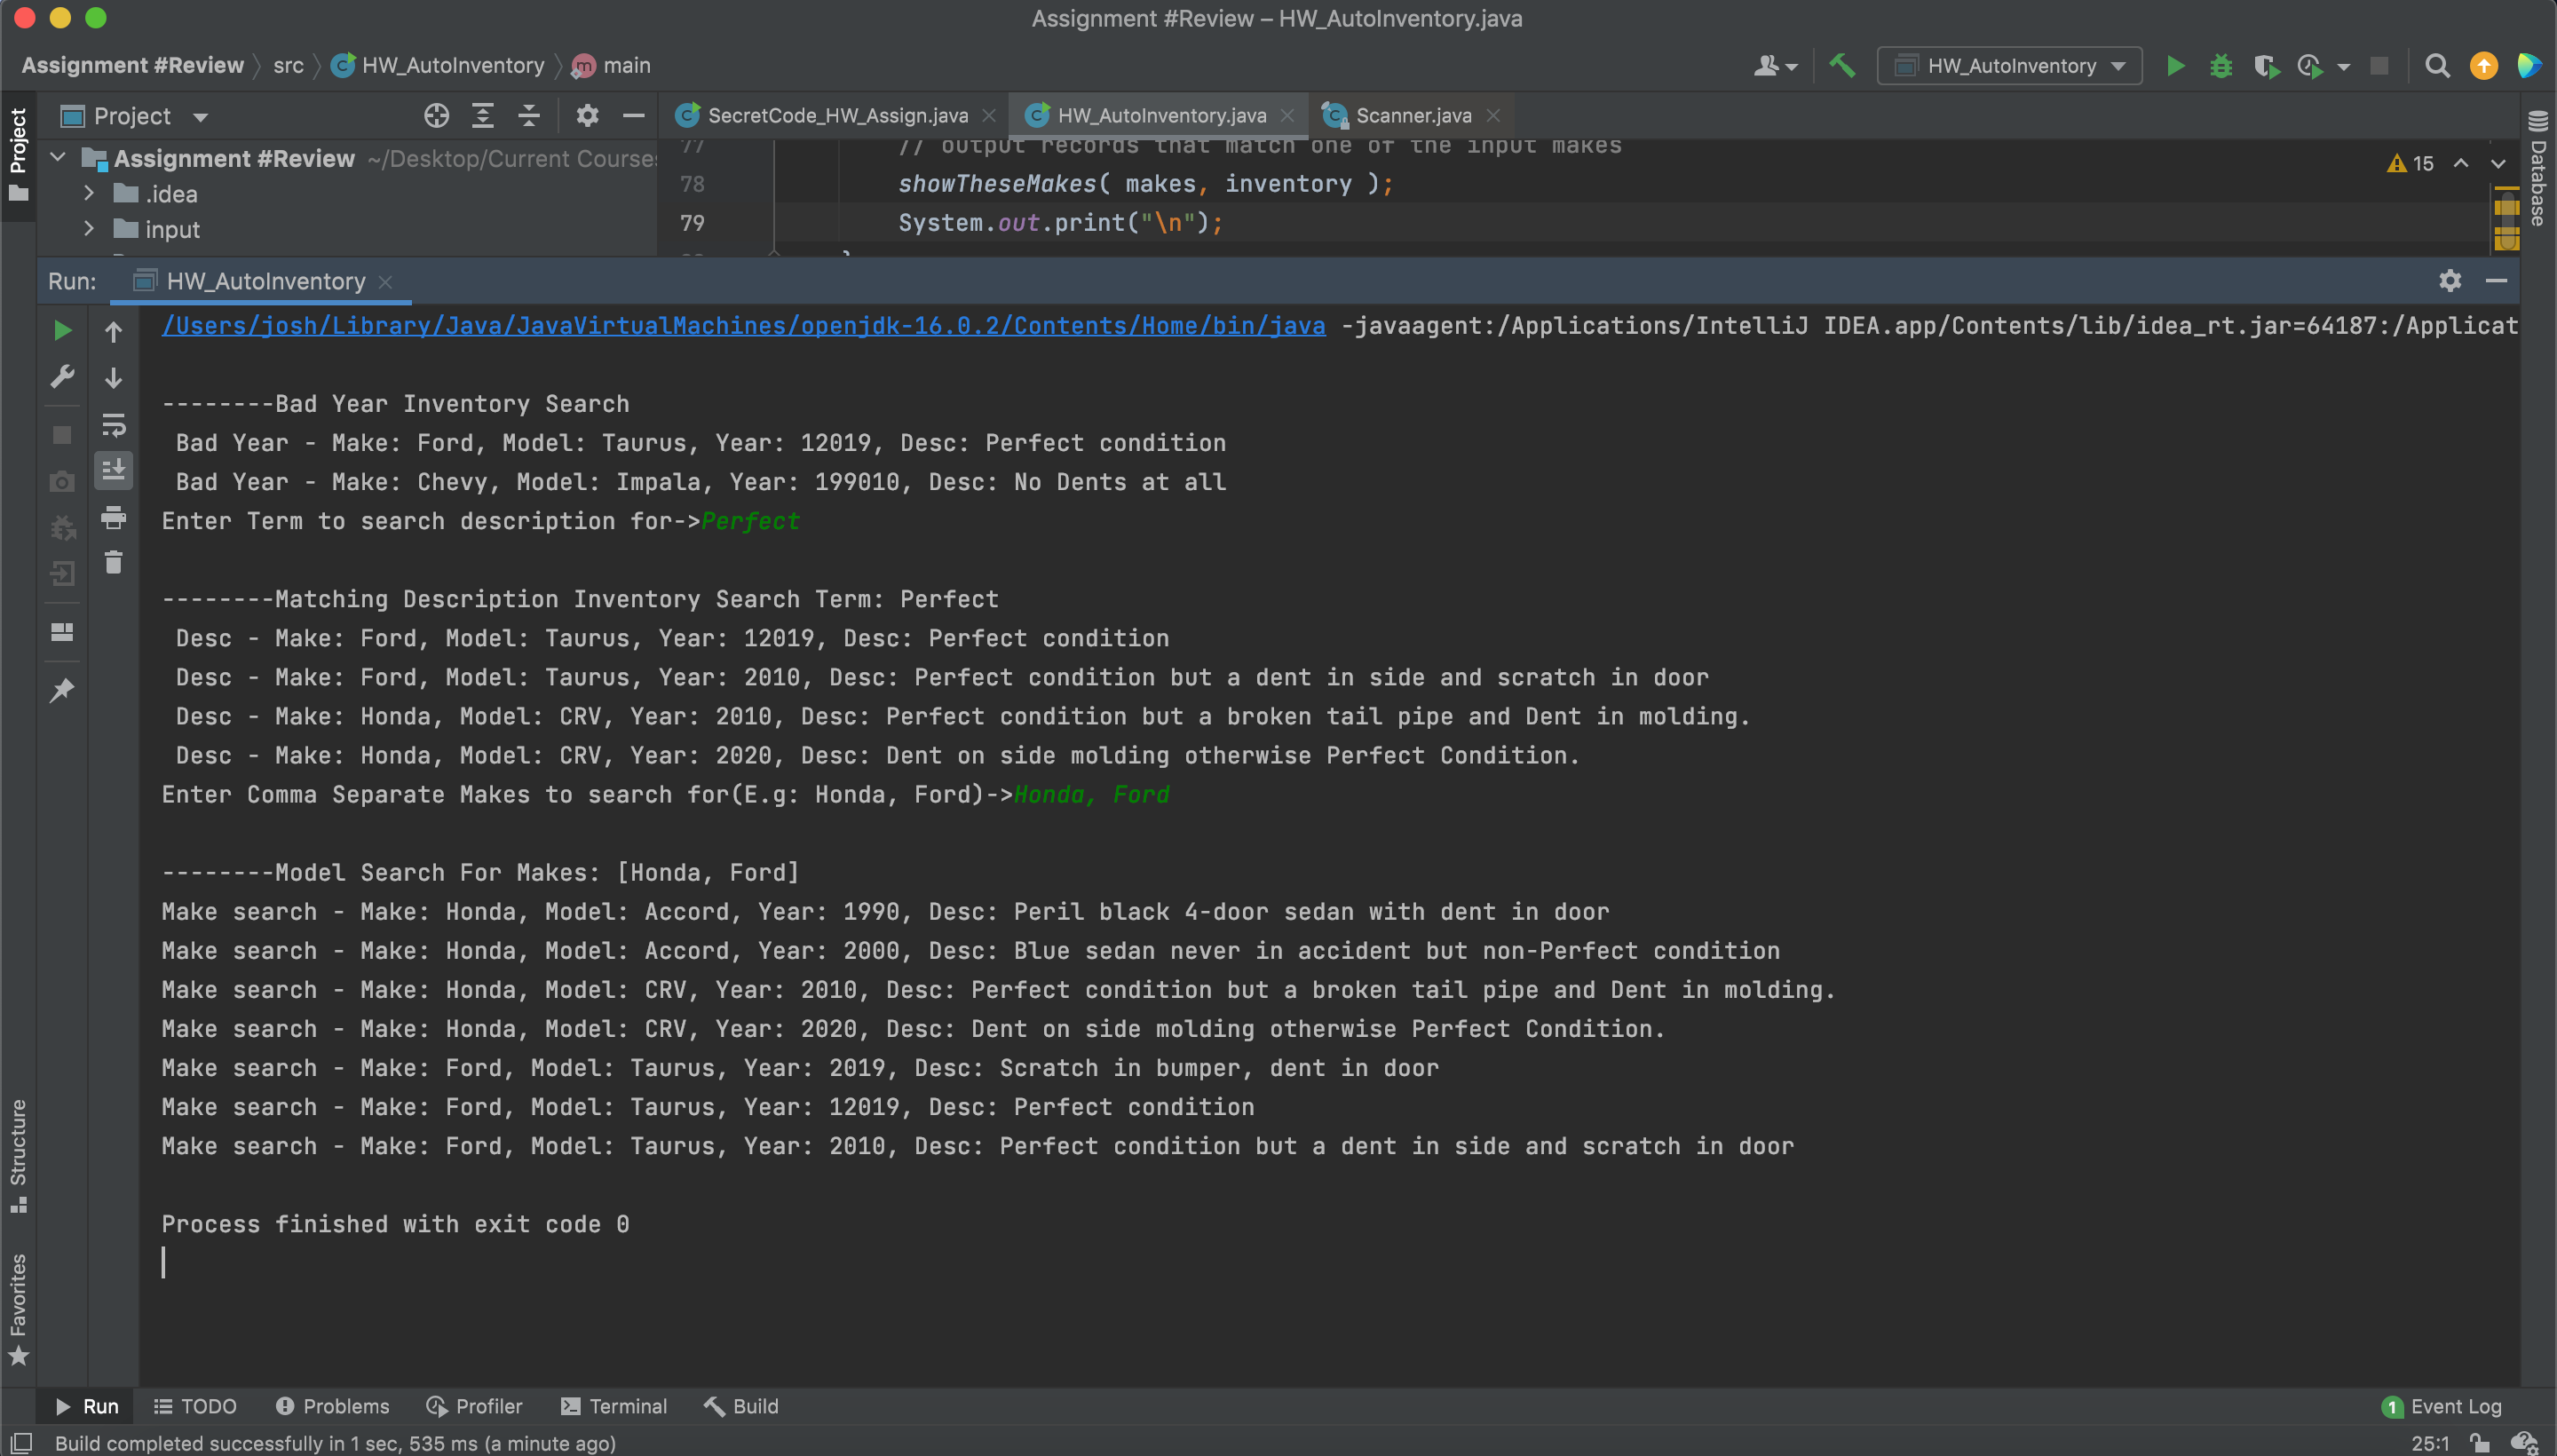 Assignment #Review – HW_AutoInventory.java
Assignment #Review src HW_AutoInventory main
HW_AutoInventory
Project
Project
SecretCode_HW_Assign.java
HW_AutoInventory.java
Scanner.java
Database
Assignment #Review ~/Desktop/Current Course
.idea
input
77 // output records that match one of the input makes
78 showTheseMakes( makes, inventory );
79 System.out.print("\n");
15
Run: HW_AutoInventory
/Users/josh/Library/Java/JavaVirtualMachines/openjdk-16.0.2/Contents/Home/bin/java -javaagent:/Applications/IntelliJ IDEA.app/Contents/lib/idea_rt.jar=64187:/Applicat
--------Bad Year Inventory Search
Bad Year - Make: Ford, Model: Taurus, Year: 12019, Desc: Perfect condition
Bad Year - Make: Chevy, Model: Impala, Year: 199010, Desc: No Dents at all
Enter Term to search description for->Perfect
--------Matching Description Inventory Search Term: Perfect
Desc - Make: Ford, Model: Taurus, Year: 12019, Desc: Perfect condition
Desc - Make: Ford, Model: Taurus, Year: 2010, Desc: Perfect condition but a dent in side and scratch in door
Desc - Make: Honda, Model: CRV, Year: 2010, Desc: Perfect condition but a broken tail pipe and Dent in molding.
Desc - Make: Honda, Model: CRV, Year: 2020, Desc: Dent on side molding otherwise Perfect Condition.
Enter Comma Separate Makes to search for(E.g: Honda, Ford)->Honda, Ford
--------Model Search For Makes: [Honda, Ford]
Make search - Make: Honda, Model: Accord, Year: 1990, Desc: Peril black 4-door sedan with dent in door
Make search - Make: Honda, Model: Accord, Year: 2000, Desc: Blue sedan never in accident but non-Perfect condition
Make search - Make: Honda, Model: CRV, Year: 2010, Desc: Perfect condition but a broken tail pipe and Dent in molding.
Make search - Make: Honda, Model: CRV, Year: 2020, Desc: Dent on side molding otherwise Perfect Condition.
Make search - Make: Ford, Model: Taurus, Year: 2019, Desc: Scratch in bumper, dent in door
Make search - Make: Ford, Model: Taurus, Year: 12019, Desc: Perfect condition
Make search - Make: Ford, Model: Taurus, Year: 2010, Desc: Perfect condition but a dent in side and scratch in door
Process finished with exit code 0
Structure
Favorites
Run TODO Problems Profiler Terminal Build
1 Event Log
Build completed successfully in 1 sec, 535 ms (a minute ago)
25:1